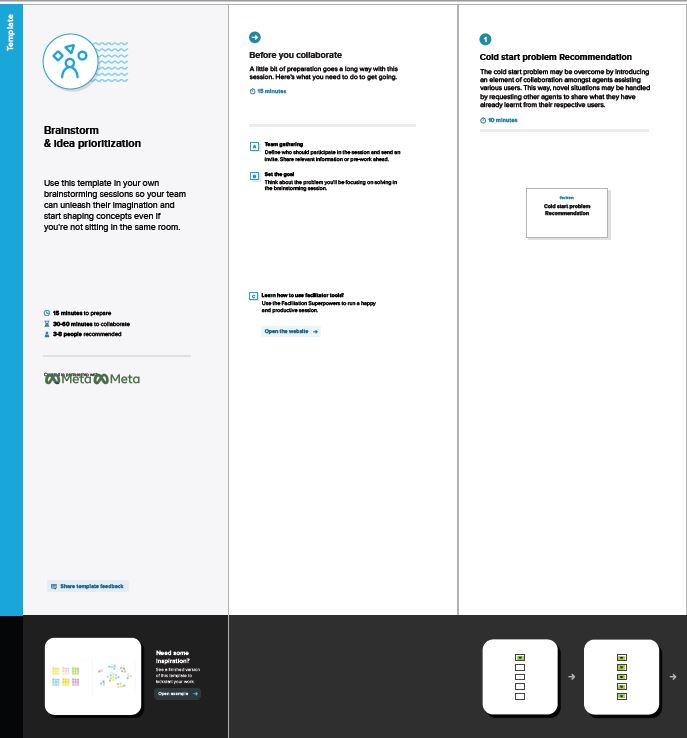 Template
Brainstorm
& idea prioritization
Use this template in your own
brainstorming sessions so your team
can unleash their imagination and
start shaping concepts even if
you're not sitting in the same room.
15 minutes to prepare
30-60 minutes to collaborate
3-8 people recommended
Created in partnership with
Meta Meta
Share template feedback
Need some
inspiration?
See a finished version
of this template to
kickstart your work.
Open example
Before you collaborate
A little bit of preparation goes a long way with this
session. Here's what you need to do to get going.
15 minutes
A
Team gathering
Define who should participate in the session and send an
invite. Share relevant information or pre-work ahead.
B
Set the goal
Think about the problem you'll be focusing on solving in
the brainstorming session.
C
Learn how to use facilitator tools?
Use the Facilitation Superpowers to run a happy
and productive session.
Open the website
1
Cold start problem Recommendation
The cold start problem may be overcome by introducing
an element of collaboration amongst agents assisting
various users. This way, novel situations may be handled
by requesting other agents to share what they have
already learnt from their respective users.
10 minutes
Problem
Cold start problem
Recommendation